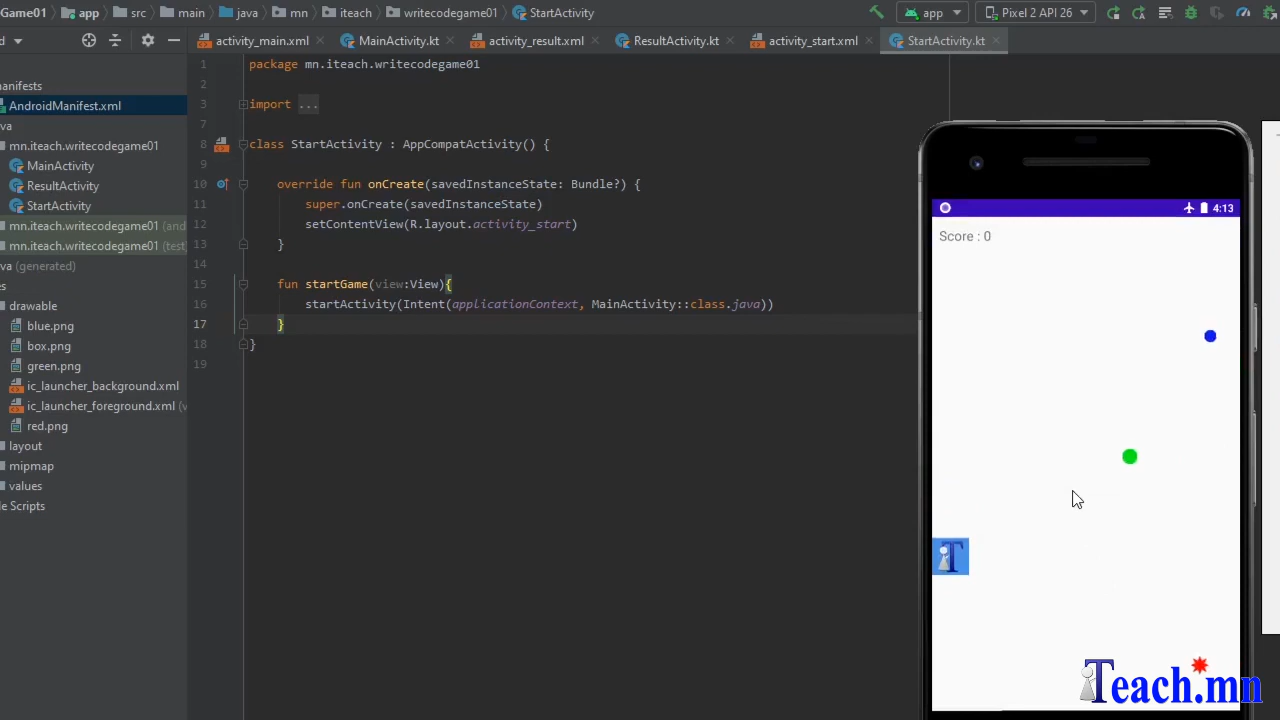 Game01 app src main java mn iteach writecodegame01 StartActivity app Pixel 2 API 26
d activity_main.xml MainActivity.kt activity_result.xml ResultActivity.kt activity_start.xml StartActivity.kt
anifests
AndroidManifest.xml
va
mn.iteach.writecodegame01
MainActivity
ResultActivity
StartActivity
mn.iteach.writecodegame01 (and
mn.iteach.writecodegame01 (test
va (generated)
es
drawable
blue.png
box.png
green.png
ic_launcher_background.xml
ic_launcher_foreground.xml (v
red.png
layout
mipmap
values
le Scripts
1 package mn.iteach.writecodegame01
2
3 import ...
7
8 class StartActivity : AppCompatActivity() {
9
10 override fun onCreate(savedInstanceState: Bundle?) {
11 super.onCreate(savedInstanceState)
12 setContentView(R.layout.activity_start)
13 }
14
15 fun startGame(view:View){
16 startActivity(Intent(applicationContext, MainActivity::class.java))
17 }
18 }
19
4:13
Score : 0
T
Teach.mn